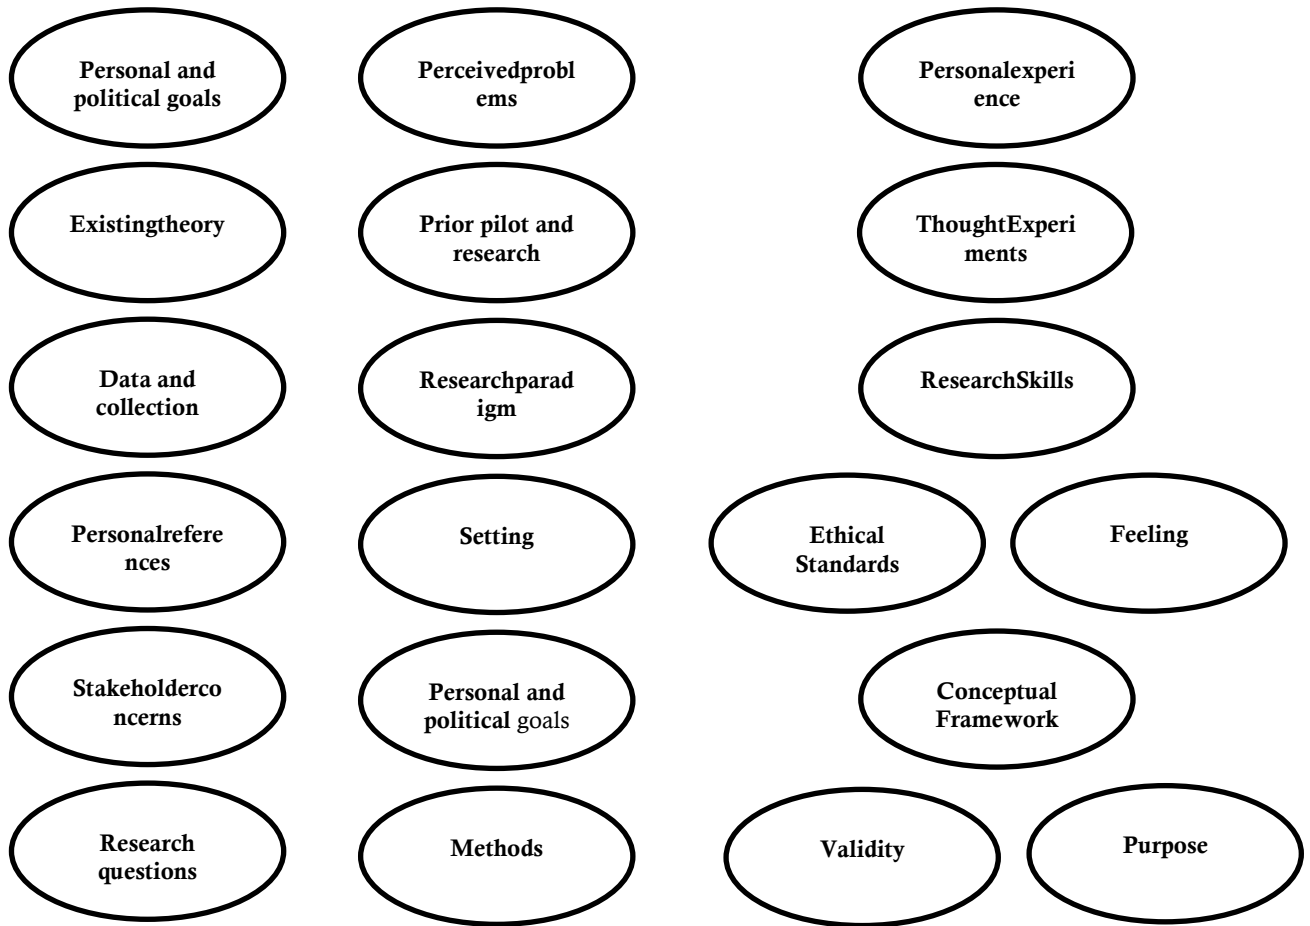 Personal and
political goals
Perceivedprobl
ems
Personalexperi
ence
Existingtheory
Prior pilot and
research
ThoughtExperi
ments
Data and
collection
Researchparad
igm
ResearchSkills
Personalrefere
nces
Setting
Ethical
Standards
Feeling
Stakeholderco
ncerns
Personal and
political goals
Conceptual
Framework
Research
questions
Methods
Validity
Purpose